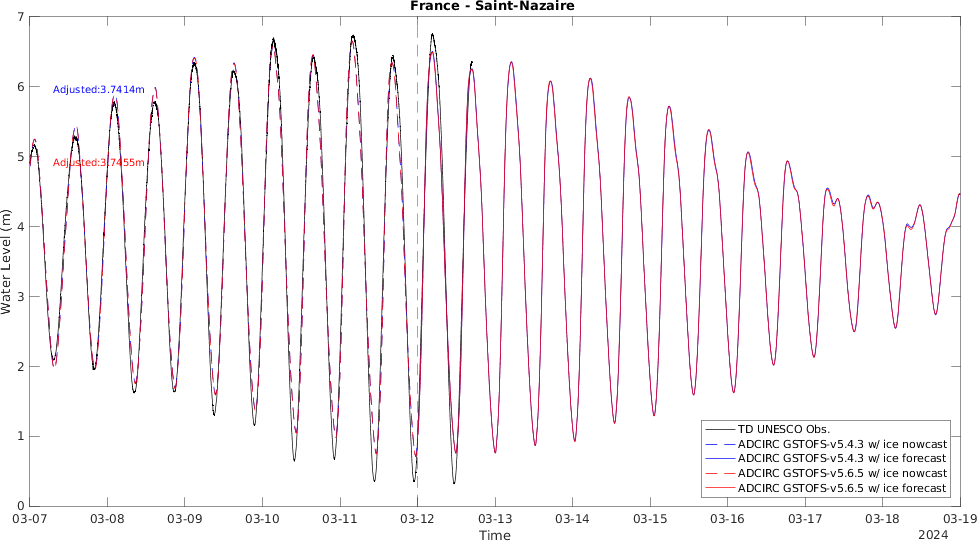 France - Saint-Nazaire
7
6
5
4
3
2
1
0
Water Level (m)
Adjusted:3.7414m
Adjusted:3.7455m
TD UNESCO Obs.
ADCIRC GSTOFS-v5.4.3 w/ ice nowcast
ADCIRC GSTOFS-v5.4.3 w/ ice forecast
ADCIRC GSTOFS-v5.6.5 w/ ice nowcast
ADCIRC GSTOFS-v5.6.5 w/ ice forecast
03-07 03-08 03-09 03-10 03-11 03-12 03-13 03-14 03-15 03-16 03-17 03-18 03-19
Time
2024